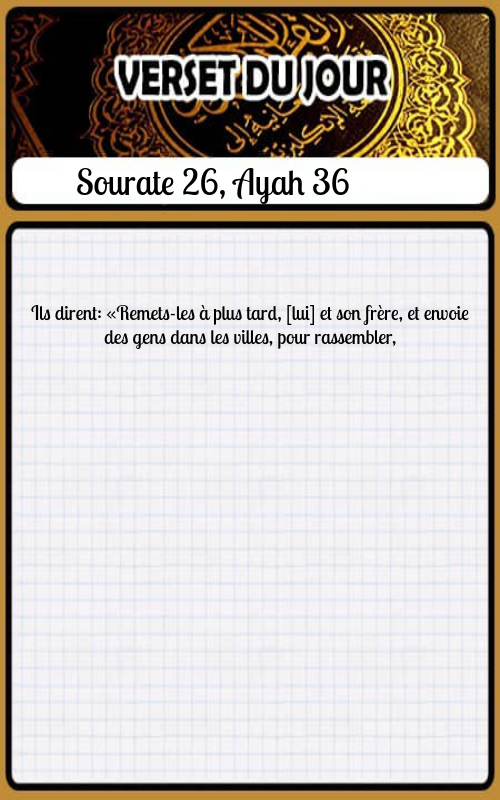 VERSET DU JOUR
Sourate 26, Ayah 36
Ils dirent: «Remets-les à plus tard, [lui] et son frère, et envoie
des gens dans les villes, pour rassembler,